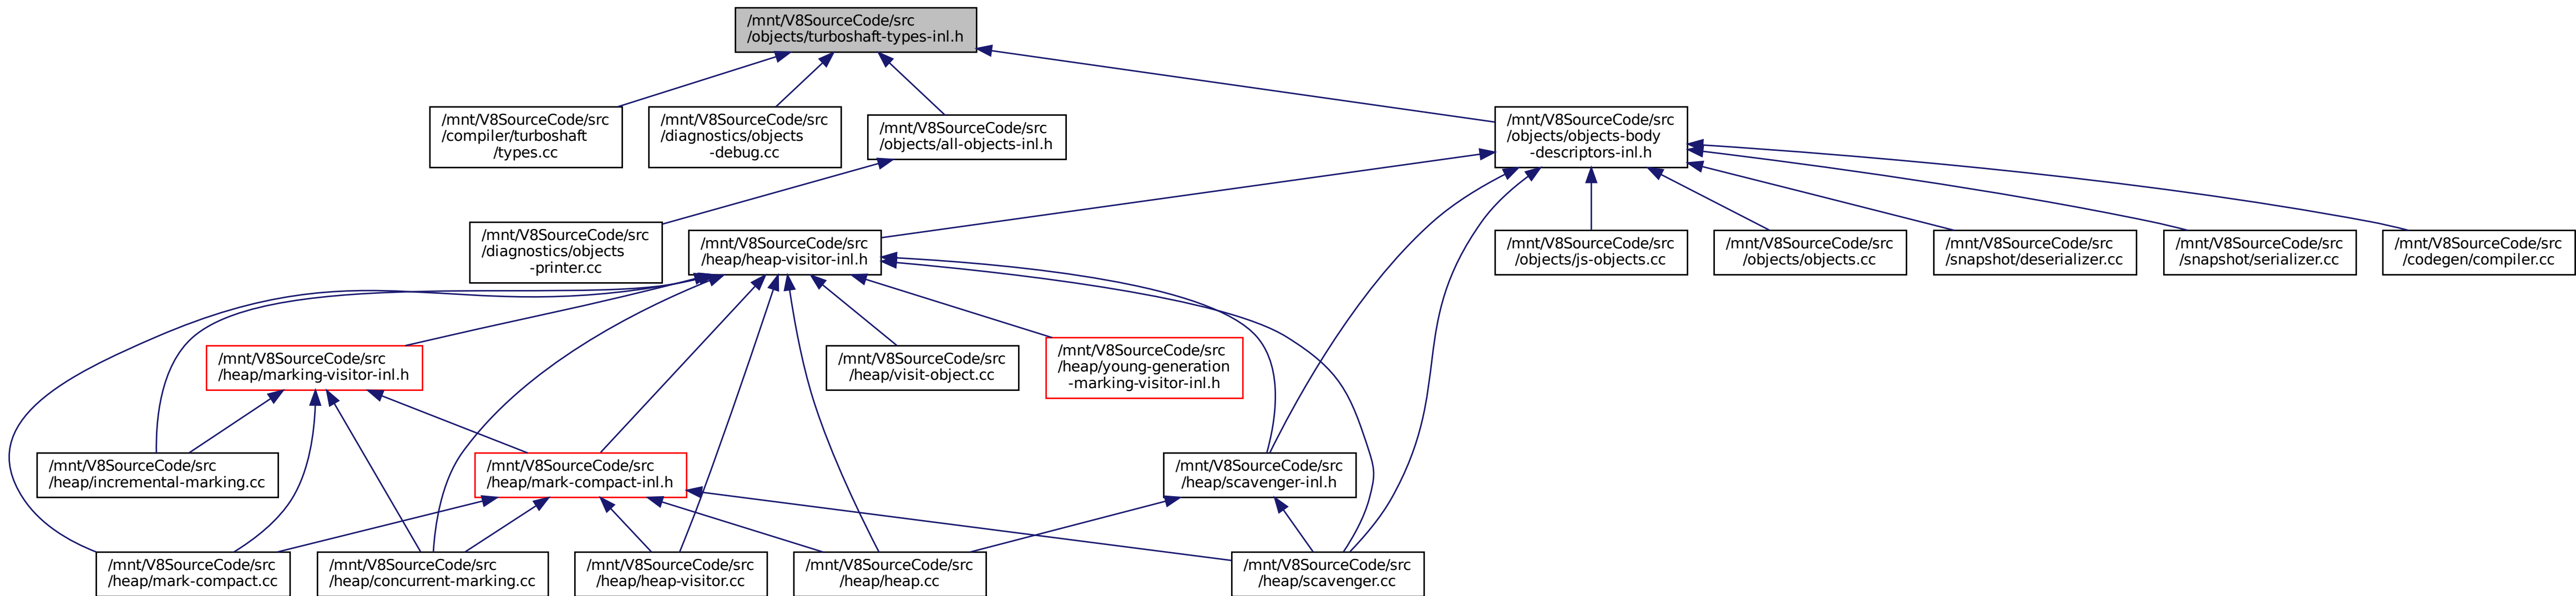 /mnt/V8SourceCode/src
/objects/turboshaft-types-inl.h
/mnt/V8SourceCode/src
/compiler/turboshaft
/types.cc
/mnt/V8SourceCode/src
/diagnostics/objects
-debug.cc
/mnt/V8SourceCode/src
/objects/all-objects-inl.h
/mnt/V8SourceCode/src
/objects/objects-body
-descriptors-inl.h
/mnt/V8SourceCode/src
/diagnostics/objects
-printer.cc
/mnt/V8SourceCode/src
/heap/heap-visitor-inl.h
/mnt/V8SourceCode/src
/objects/js-objects.cc
/mnt/V8SourceCode/src
/objects/objects.cc
/mnt/V8SourceCode/src
/snapshot/deserializer.cc
/mnt/V8SourceCode/src
/snapshot/serializer.cc
/mnt/V8SourceCode/src
/codegen/compiler.cc
/mnt/V8SourceCode/src
/heap/marking-visitor-inl.h
/mnt/V8SourceCode/src
/heap/visit-object.cc
/mnt/V8SourceCode/src
/heap/young-generation
-marking-visitor-inl.h
/mnt/V8SourceCode/src
/heap/incremental-marking.cc
/mnt/V8SourceCode/src
/heap/mark-compact-inl.h
/mnt/V8SourceCode/src
/heap/scavenger-inl.h
/mnt/V8SourceCode/src
/heap/mark-compact.cc
/mnt/V8SourceCode/src
/heap/concurrent-marking.cc
/mnt/V8SourceCode/src
/heap/heap-visitor.cc
/mnt/V8SourceCode/src
/heap/heap.cc
/mnt/V8SourceCode/src
/heap/scavenger.cc